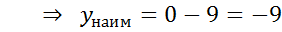 ⇒ yнаим = 0 − 9 = −9